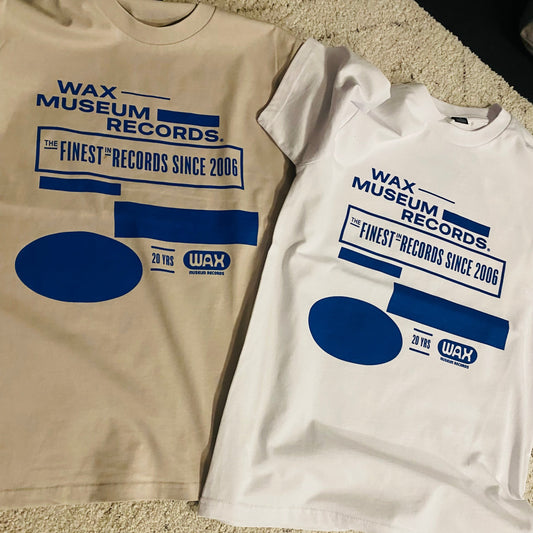 WAX
MUSEUM
RECORDS.
THE FINEST IN RECORDS SINCE 2006
20 YRS
WAX
MUSEUM RECORDS
WAX
MUSEUM
RECORDS.
THE FINEST IN RECORDS SINCE 2006
20 YRS
WAX
MUSEUM RECORDS